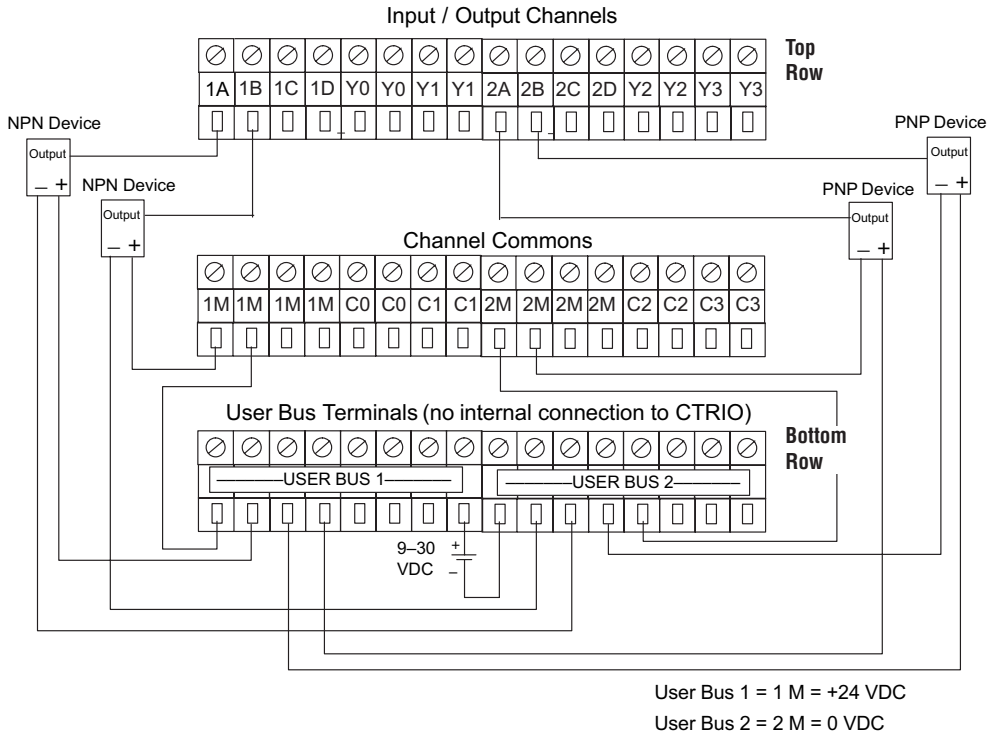 Input / Output Channels
Top
Row
1A 1B 1C 1D Y0 Y0 Y1 Y1 2A 2B 2C 2D Y2 Y2 Y3 Y3
NPN Device
Output
– +
NPN Device
Output
– +
PNP Device
Output
– +
PNP Device
Output
– +
Channel Commons
1M 1M 1M 1M C0 C0 C1 C1 2M 2M 2M 2M C2 C2 C3 C3
User Bus Terminals (no internal connection to CTRIO)
Bottom
Row
USER BUS 1
USER BUS 2
9–30
VDC
+
–
User Bus 1 = 1 M = +24 VDC
User Bus 2 = 2 M = 0 VDC